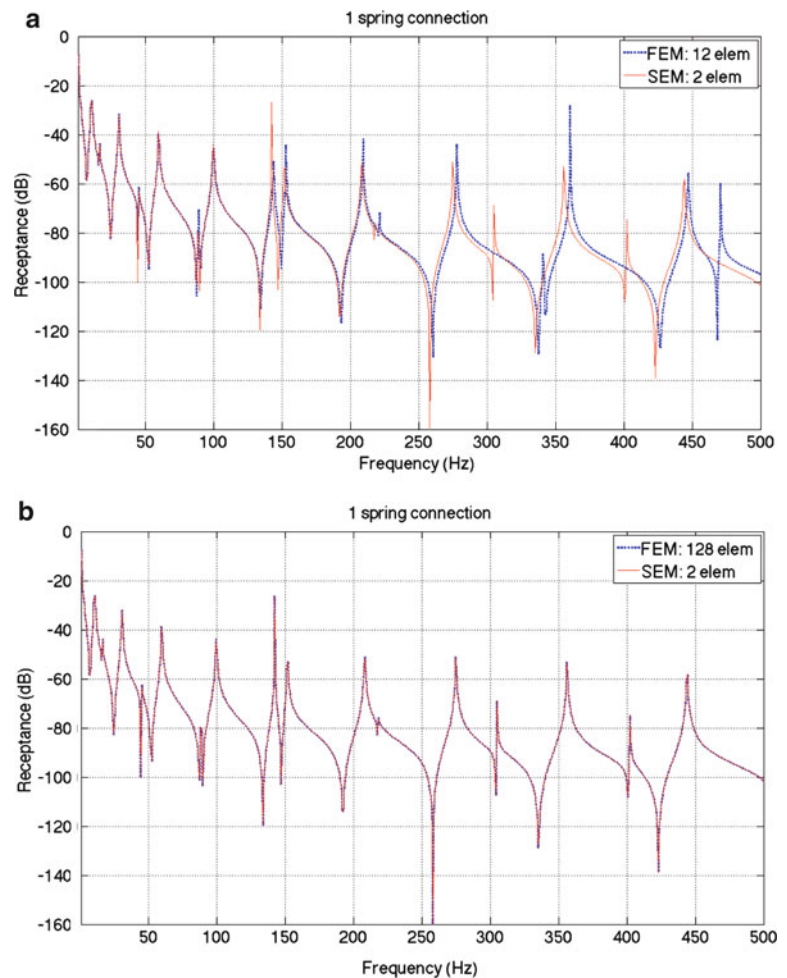 a
1 spring connection
FEM: 12 elem
SEM: 2 elem
Receptance (dB)
0
-20
-40
-60
-80
-100
-120
-140
-160
50 100 150 200 250 300 350 400 450 500
Frequency (Hz)
b
1 spring connection
FEM: 128 elem
SEM: 2 elem
Receptance (dB)
0
-20
-40
-60
-80
-100
-120
-140
-160
50 100 150 200 250 300 350 400 450 500
Frequency (Hz)